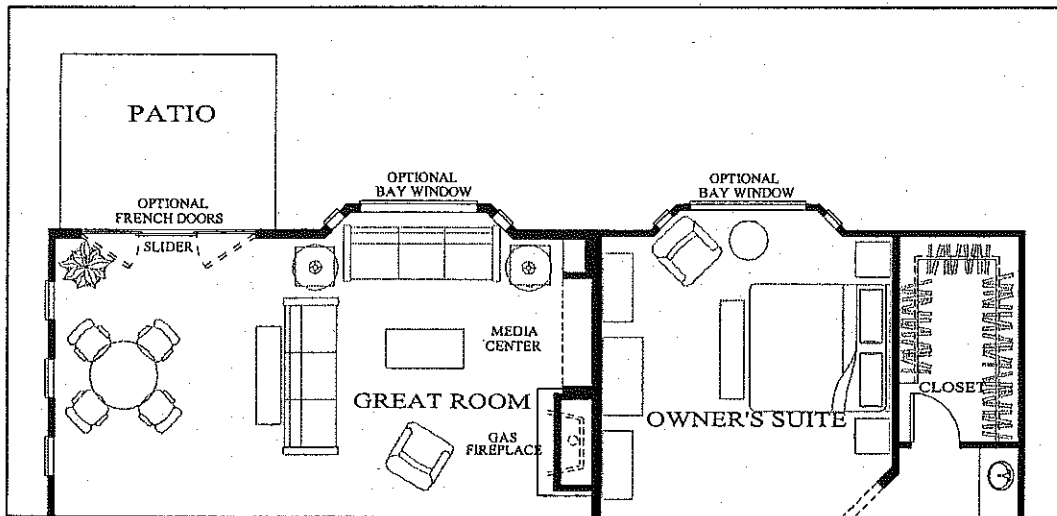 PATIO
OPTIONAL
FRENCH DOORS
SLIDER
OPTIONAL
BAY WINDOW
OPTIONAL
BAY WINDOW
MEDIA
CENTER
GREAT ROOM
GAS
FIREPLACE
OWNER'S SUITE
CLOSET